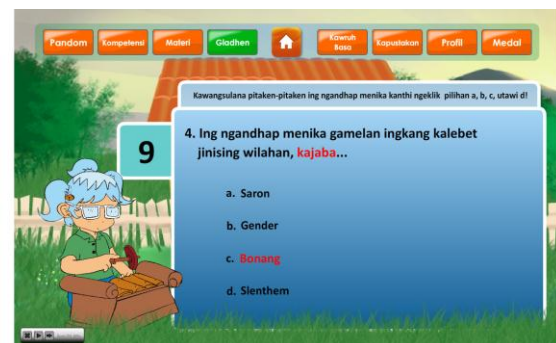 Pandom
Kompetensi
Materi
Gladhen
Kawruh
Basa
Kapustakan
Profil
Medal
Kawangsulana pitaken-pitaken ing ngandhap menika kanthi ngeklik pilihan a, b, c, utawi d!
9
4. Ing ngandhap menika gamelan ingkang kalebet
jinising wilahan, kajaba...
a. Saron
b. Gender
c. Bonang
d. Slenthem